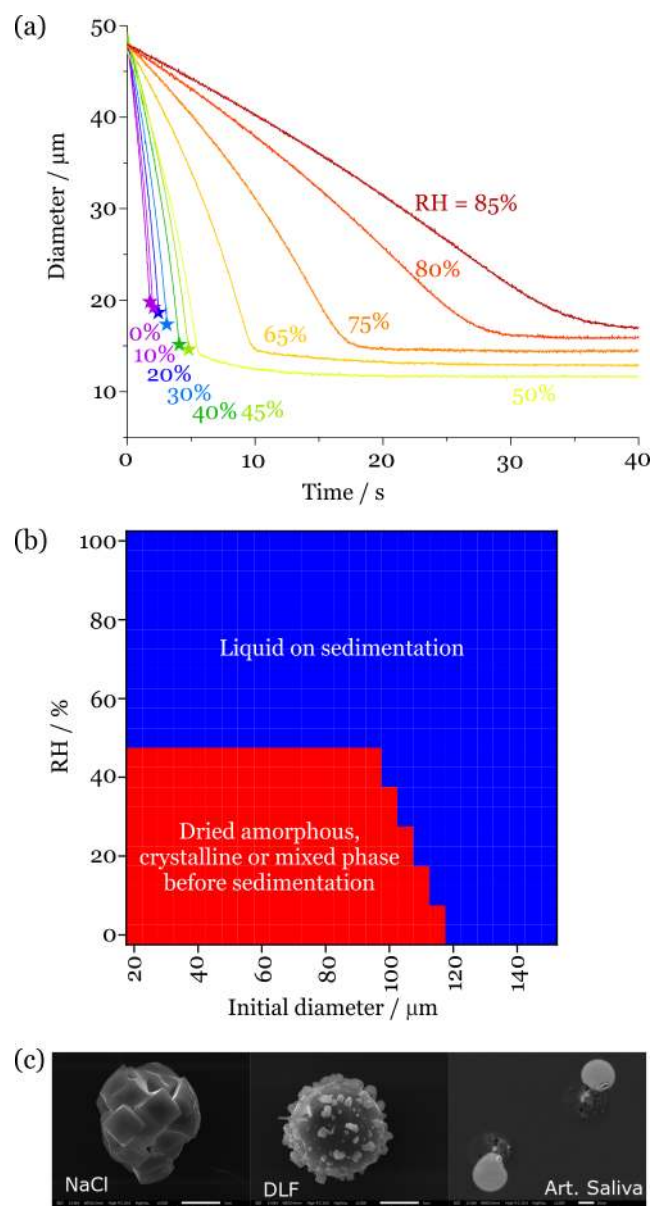 (a)
50
40
30
20
10
Diameter / µm
RH = 85%
80%
75%
65%
50%
0%
10%
20%
30%
40% 45%
0 10 20 30 40
Time / s
(b)
100
80
60
40
20
0
RH / %
Liquid on sedimentation
Dried amorphous,
crystalline or mixed phase
before sedimentation
20 40 60 80 100 120 140
Initial diameter / µm
(c)
NaCl
DLF
Art. Saliva